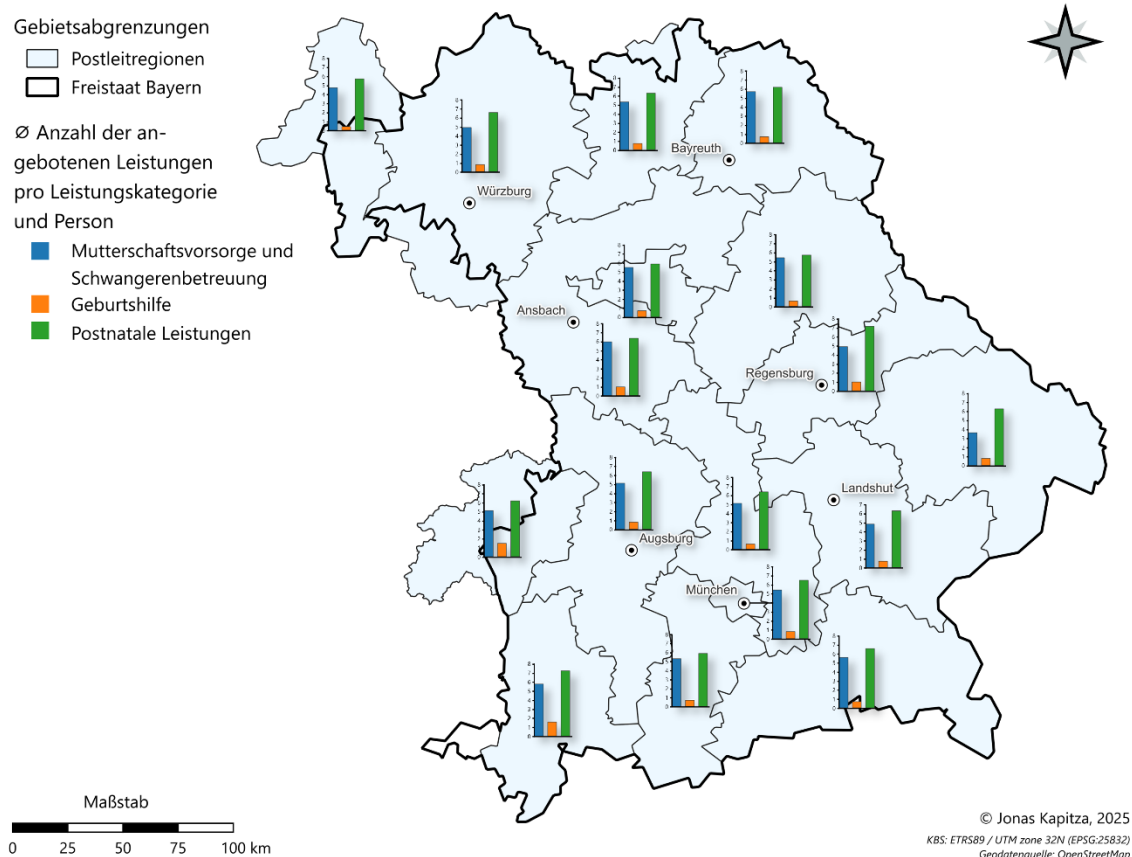 Gebietsabgrenzungen
Postleitregionen
Freistaat Bayern
Ø Anzahl der an-
gebotenen Leistungen
pro Leistungskategorie
und Person
Mutterschaftsvorsorge und
Schwangerenbetreuung
Geburtshilfe
Postnatale Leistungen
Bayreuth
Würzburg
Ansbach
Regensburg
Landshut
Augsburg
München
Maßstab
0 25 50 75 100 km
© Jonas Kapitza, 2025
KBS: ETRS89 / UTM zone 32N (EPSG:25832)
Geodatenquelle: OpenStreetMap